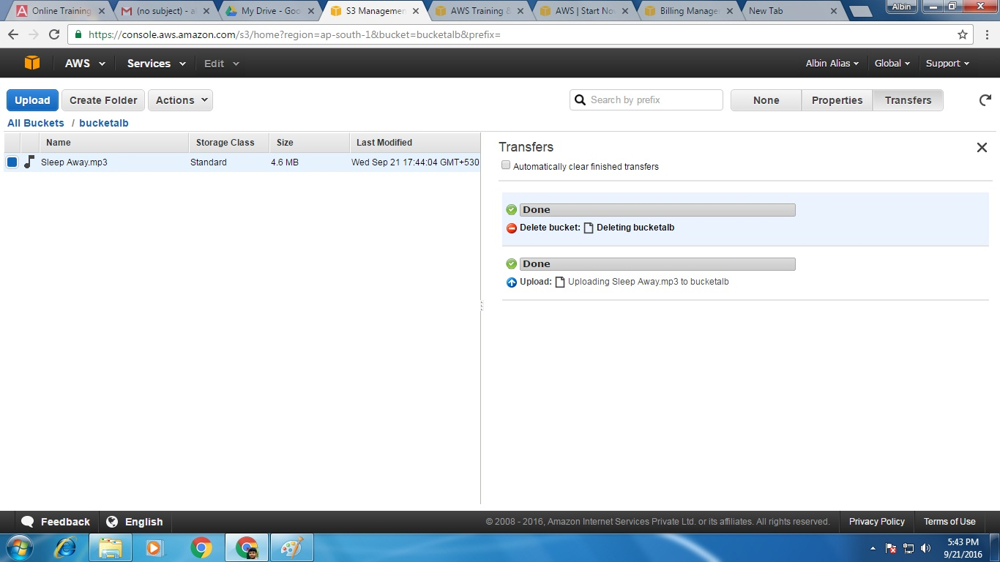 Online Training
(no subject) - al
My Drive - Goo
S3 Managemen
AWS Training &
AWS | Start No
Billing Manage
New Tab
Albin
https://console.aws.amazon.com/s3/home?region=ap-south-1&bucket=bucketalb&prefix=
AWS Services Edit Albin Alias Global Support
Upload Create Folder Actions Search by prefix None Properties Transfers
All Buckets / bucketalb
Name Storage Class Size Last Modified
Sleep Away.mp3 Standard 4.6 MB Wed Sep 21 17:44:04 GMT+530
Transfers
Automatically clear finished transfers
Done
Delete bucket: Deleting bucketalb
Done
Upload: Uploading Sleep Away.mp3 to bucketalb
Feedback English © 2008 - 2016, Amazon Internet Services Private Ltd. or its affiliates. All rights reserved. Privacy Policy Terms of Use
5:43 PM
9/21/2016